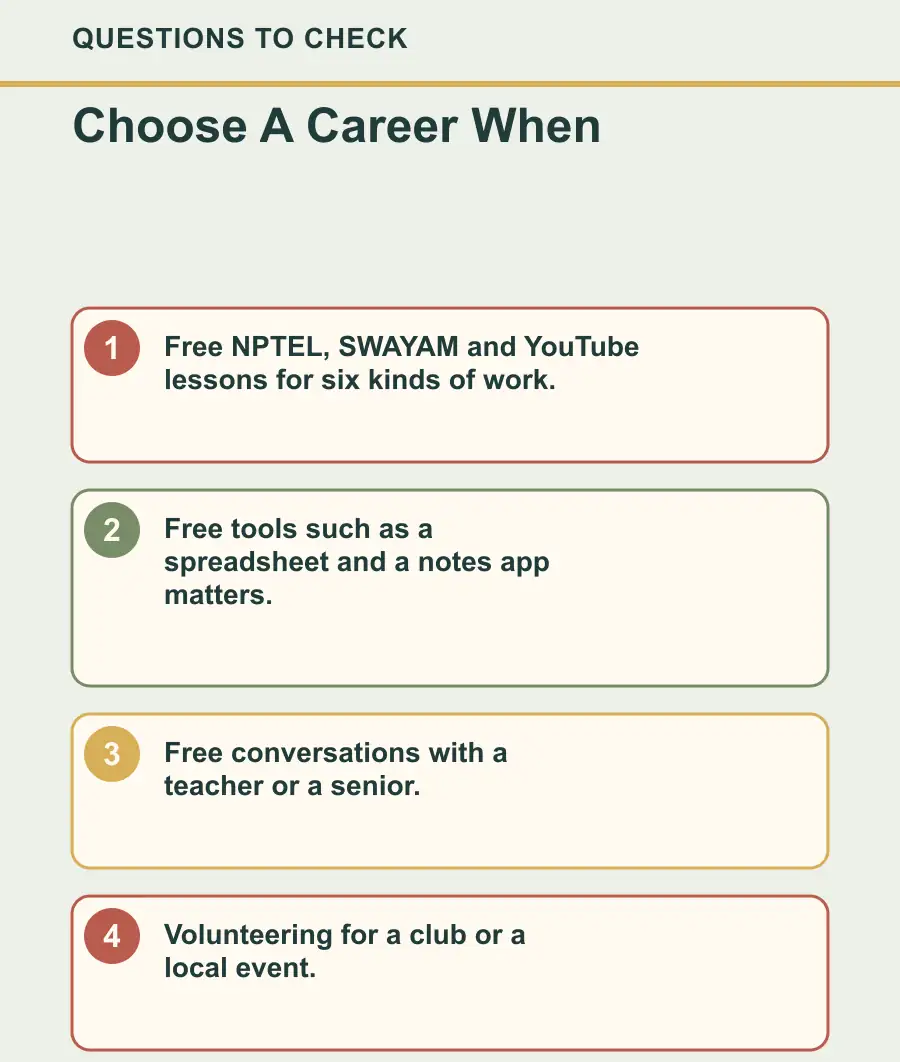 QUESTIONS TO CHECK
Choose A Career When
1
Free NPTEL, SWAYAM and YouTube
lessons for six kinds of work.
2
Free tools such as a
spreadsheet and a notes app
matters.
3
Free conversations with a
teacher or a senior.
4
Volunteering for a club or a
local event.